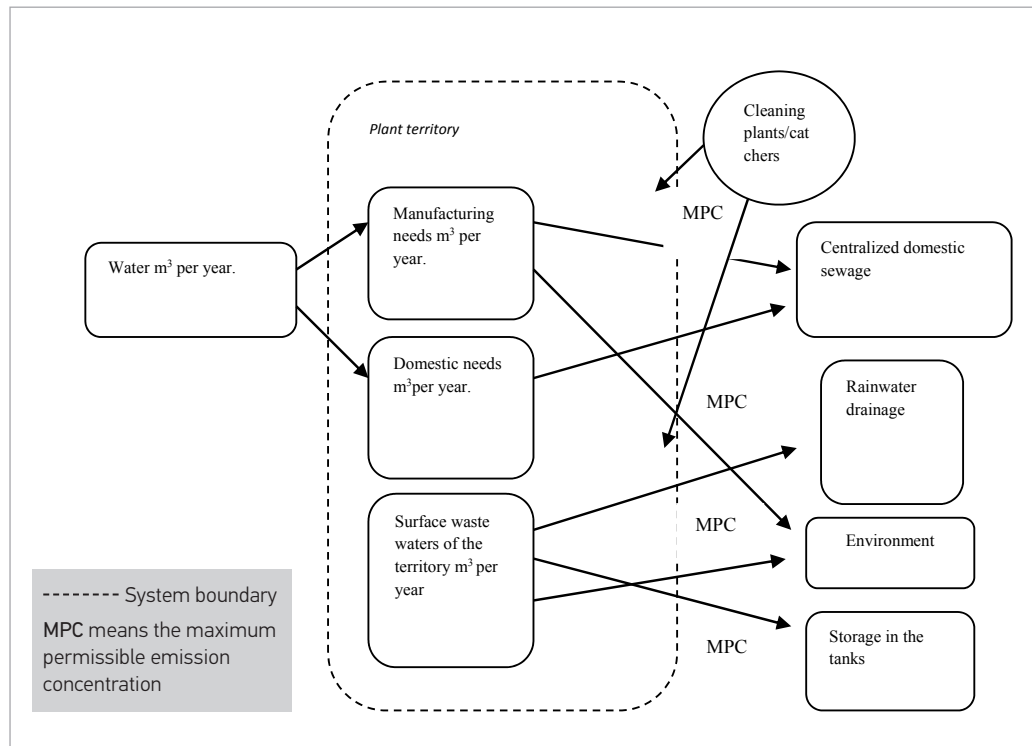 Plant territory
Cleaning
plants/cat
chers
MPC
Manufacturing
needs m³ per
year.
Water m³ per year.
Centralized domestic
sewage
Domestic needs
m³per year.
MPC
Rainwater
drainage
Surface waste
waters of the
territory m³ per
year
MPC
Environment
MPC
Storage in the
tanks
System boundary
MPC means the maximum
permissible emission
concentration